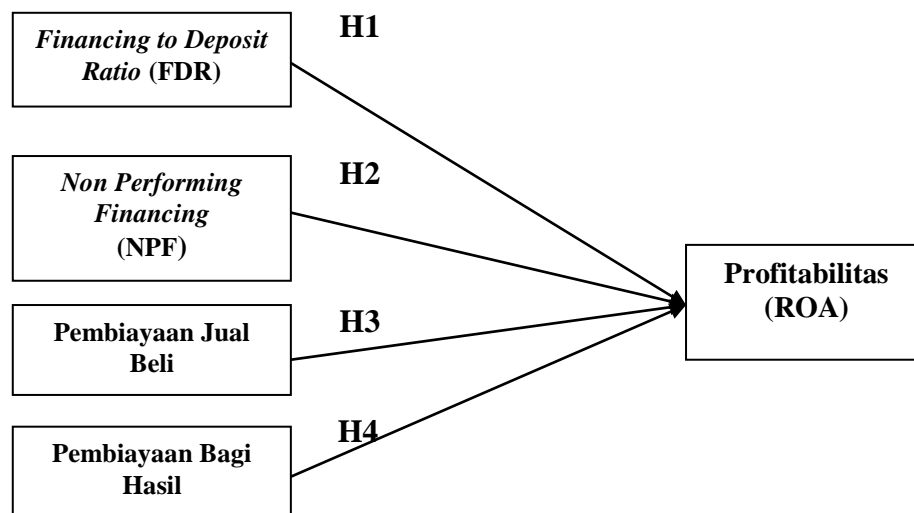 H1
Financing to Deposit
Ratio (FDR)
H2
Non Performing
Financing
(NPF)
Profitabilitas
(ROA)
H3
Pembiayaan Jual
Beli
H4
Pembiayaan Bagi
Hasil